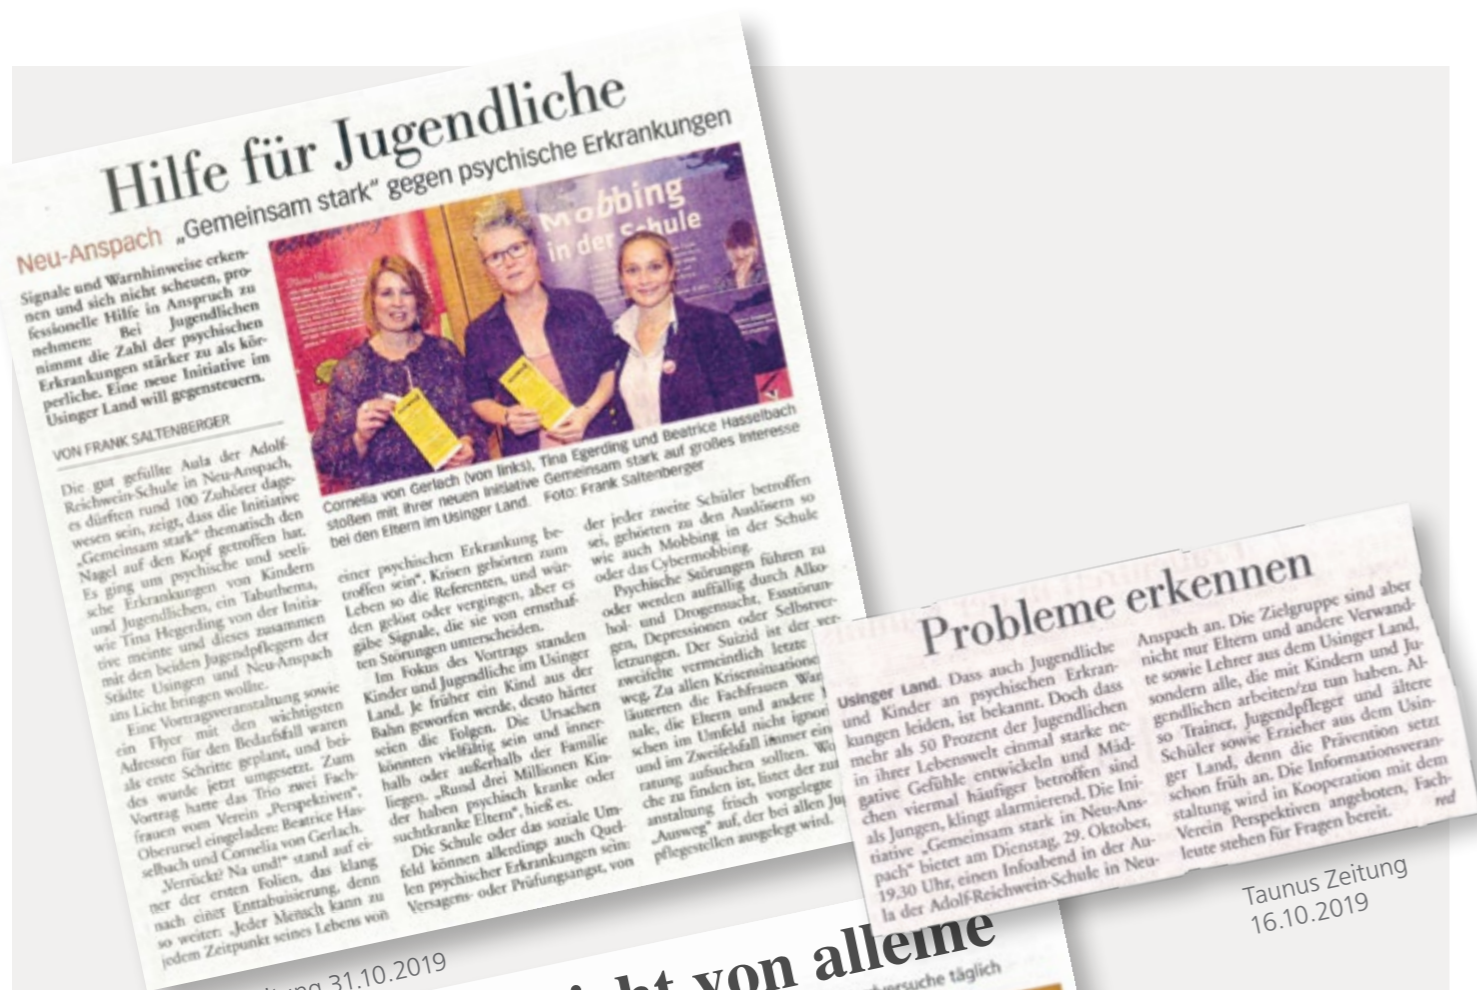 Hilfe für Jugendliche
Neu-Anspach „Gemeinsam stark“ gegen psychische Erkrankungen
Signale und Warnhinweise erken-
nen und sich nicht scheuen, pro-
fessionelle Hilfe in Anspruch zu
nehmen: Bei Jugendlichen
nimmt die Zahl der psychischen
Erkrankungen stärker zu als kör-
perliche. Eine neue Initiative im
Usinger Land will gegensteuern.
VON FRANK SALTENBERGER
Die gut gefüllte Aula der Adolf-
Reichwein-Schule in Neu-Anspach,
es dürften rund 100 Zuhörer dage-
wesen sein, zeigt, dass die Initiative
„Gemeinsam stark“ thematisch den
Nagel auf den Kopf getroffen hat.
Es ging um psychische und seeli-
sche Erkrankungen von Kindern
und Jugendlichen, ein Tabuthema,
wie Tina Hegerding von der Initia-
tive meinte und dieses zusammen
mit den beiden Jugendpflegern der
Städte Usingen und Neu-Anspach
ans Licht bringen wollte.
Eine Vortragsveranstaltung sowie
ein Flyer mit den wichtigsten
Adressen für den Bedarfsfall waren
als erste Schritte geplant, und bei-
des wurde jetzt umgesetzt. Zum
Vortrag hatte das Trio zwei Fach-
frauen vom Verein „Perspektiven“,
Oberursel eingeladen: Beatrice Has-
selbach und Cornelia von Gerlach.
„Verrückt? Na und!“ stand auf ei-
ner der ersten Folien, das klang
nach einer Enttabuisierung, denn
so weiter: „Jeder Mensch kann zu
jedem Zeitpunkt seines Lebens von
Mobbing
in der Schule
Cornelia von Gerlach (von links), Tina Egerding und Beatrice Hasselbach
stoßen mit ihrer neuen Initiative Gemeinsam stark auf großes Interesse
bei den Eltern im Usinger Land. Foto: Frank Saltenberger
einer psychischen Erkrankung be-
troffen sein“. Krisen gehörten zum
Leben so die Referenten, und wür-
den gelöst oder vergingen, aber es
gäbe Signale, die sie von ernsthaf-
ten Störungen unterscheiden.
Im Fokus des Vortrags standen
Kinder und Jugendliche im Usinger
Land. Je früher ein Kind aus der
Bahn geworfen werde, desto härter
seien die Folgen. Die Ursachen
könnten vielfältig sein und inner-
halb oder außerhalb der Familie
liegen. „Rund drei Millionen Kin-
der haben psychisch kranke oder
suchtkranke Eltern“, hieß es.
Die Schule oder das soziale Um-
feld können allerdings auch Quel-
len psychischer Erkrankungen sein:
Versagens- oder Prüfungsangst, von
der jeder zweite Schüler betroffen
sei, gehörten zu den Auslösern so
wie auch Mobbing in der Schule
oder das Cybermobbing.
Psychische Störungen führen zu
oder werden auffällig durch Alko-
hol- und Drogensucht, Essstörun-
gen, Depressionen oder Selbstver-
letzungen. Der Suizid ist der ver-
zweifelte vermeintlich letzte
weg. Zu allen Krisensituatione
läuterten die Fachfrauen War
nale, die Eltern und andere
schen im Umfeld nicht ignor
und im Zweifelsfall immer ein
ratung aufsuchen sollten. Wo
che zu finden ist, listet der zur
anstaltung frisch vorgelegte
„Ausweg“ auf, der bei allen Jug
pflegestellen ausgelegt wird.
31.10.2019
Probleme erkennen
Usinger Land. Dass auch Jugendliche
und Kinder an psychischen Erkran-
kungen leiden, ist bekannt. Doch dass
mehr als 50 Prozent der Jugendlichen
in ihrer Lebenswelt einmal starke ne-
gative Gefühle entwickeln und Mäd-
chen viermal häufiger betroffen sind
als Jungen, klingt alarmierend. Die Ini-
tiative „Gemeinsam stark in Neu-Ans-
pach“ bietet am Dienstag, 29. Oktober,
19.30 Uhr, einen Infoabend in der Au-
la der Adolf-Reichwein-Schule in Neu-
Anspach an. Die Zielgruppe sind aber
nicht nur Eltern und andere Verwand-
te sowie Lehrer aus dem Usinger Land,
sondern alle, die mit Kindern und Ju-
gendlichen arbeiten/zu tun haben. Al-
so Trainer, Jugendpfleger und ältere
Schüler sowie Erzieher aus dem Usin-
ger Land, denn die Prävention setzt
schon früh an. Die Informationsveran-
staltung wird in Kooperation mit dem
Verein Perspektiven angeboten, Fach-
leute stehen für Fragen bereit. red
Taunus Zeitung
16.10.2019
von alleine
täglich